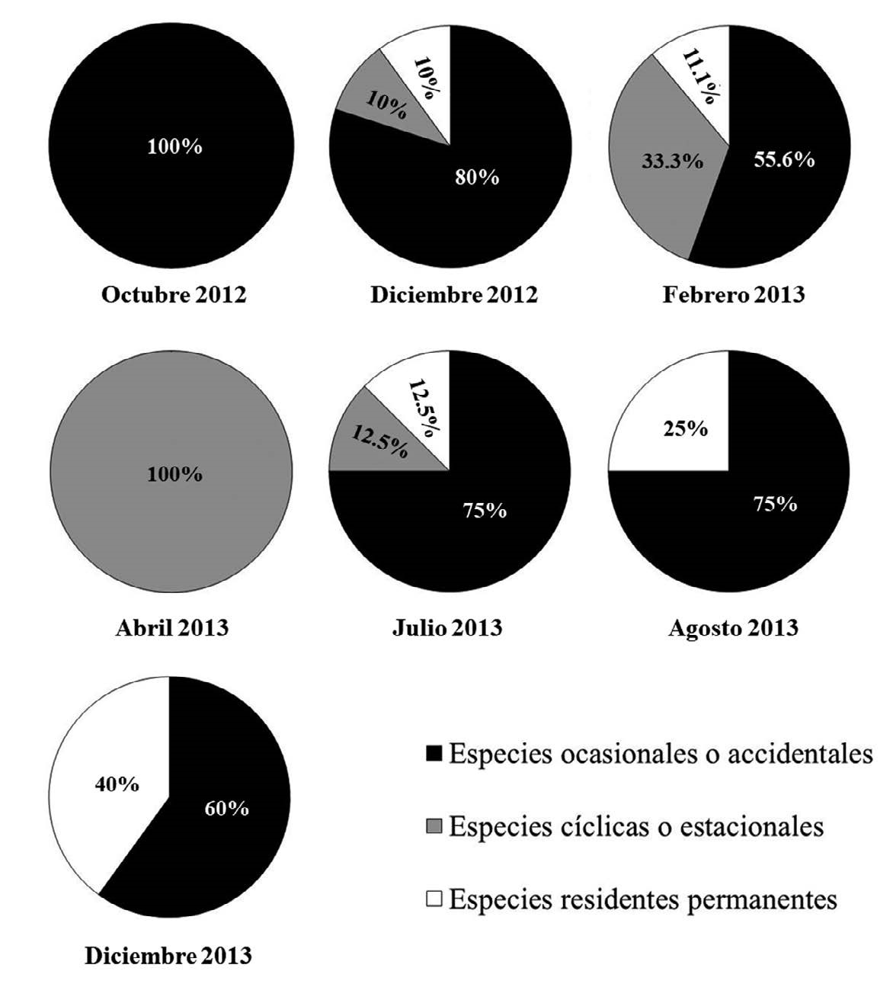 100%
10%
10%
80%
11.1%
33.3%
55.6%
Octubre 2012
Diciembre 2012
Febrero 2013
100%
12.5%
12.5%
75%
25%
75%
Abril 2013
Julio 2013
Agosto 2013
40%
60%
Diciembre 2013
Especies ocasionales o accidentales
Especies cíclicas o estacionales
Especies residentes permanentes